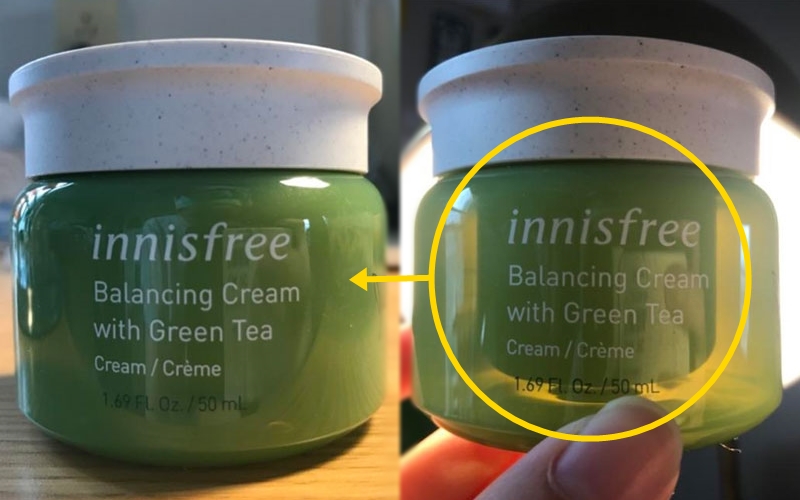 innisfree
Balancing Cream
with Green Tea
Cream / Crème
1.69 Fl. Oz. / 50 mL
innisfree
Balancing Cream
with Green Tea
Cream / Crème
1.69 Fl. Oz. / 50 mL